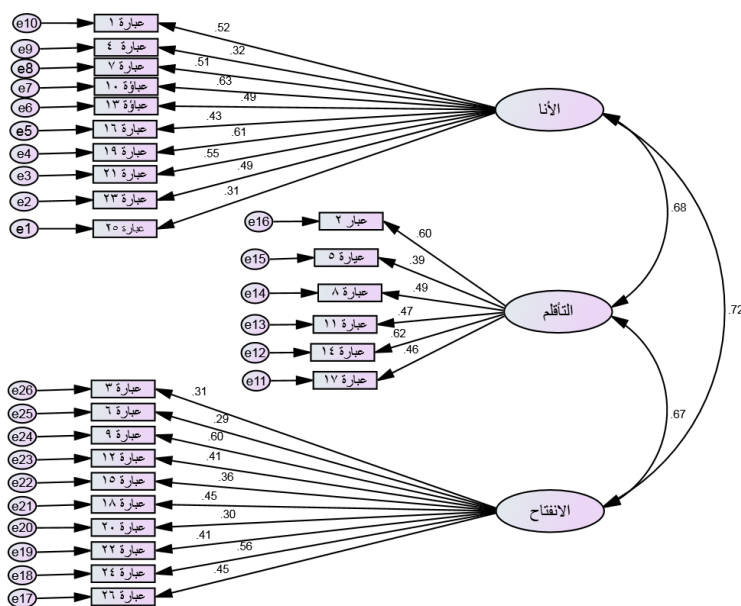 e10 عبارة ١ .52
e9 عبارة ٤ .32
e8 عبارة ٧ .51
e7 عباؤة ١٠ .63
e6 عباؤة ١٣ .49
e5 عبارة ١٦ .43
e4 عبارة ١٩ .61
e3 عبارة ٢١ .55
e2 عبارة ٢٣ .49
e1 عبارة ٢٥ .31
الأنا
e16 عبار ٢ .60
e15 عبارة ٥ .39
e14 عبارة ٨ .49
e13 عبارة ١١ .47
e12 عبارة ١٤ .62
e11 عبارة ١٧ .46
التأقلم
.68
.72
.67
e26 عبارة ٣ .31
e25 عبارة ٦ .29
e24 عبارة ٩ .60
e23 عبارة ١٢ .41
e22 عبارة ١٥ .36
e21 عبارة ١٨ .45
e20 عبارة ٢٠ .30
e19 عبارة ٢٢ .41
e18 عبارة ٢٤ .56
e17 عبارة ٢٦ .45
الانفتاح